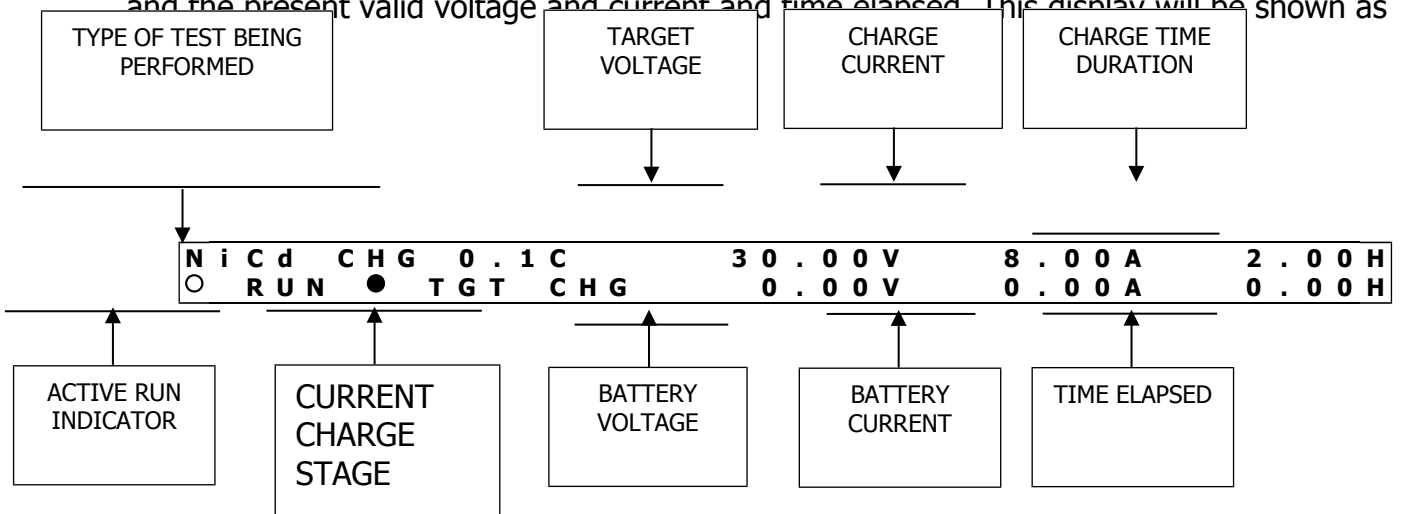 and the present valid voltage and current and time elapsed. This display will be shown as
TYPE OF TEST BEING
PERFORMED
TARGET
VOLTAGE
CHARGE
CURRENT
CHARGE TIME
DURATION
NiCd CHG 0.1C 30.00V 8.00A 2.00H
○ RUN ● TGT CHG 0.00V 0.00A 0.00H
ACTIVE RUN
INDICATOR
CURRENT
CHARGE
STAGE
BATTERY
VOLTAGE
BATTERY
CURRENT
TIME ELAPSED